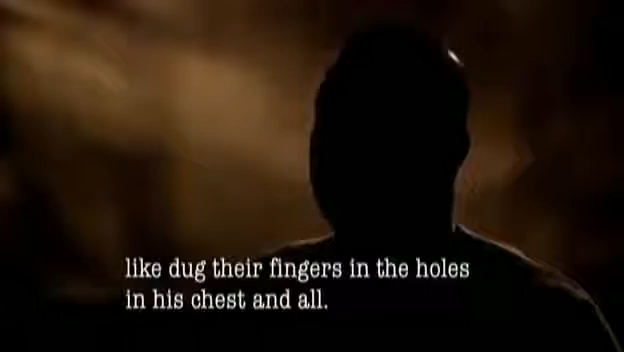 like dug their fingers in the holes
in his chest and all.